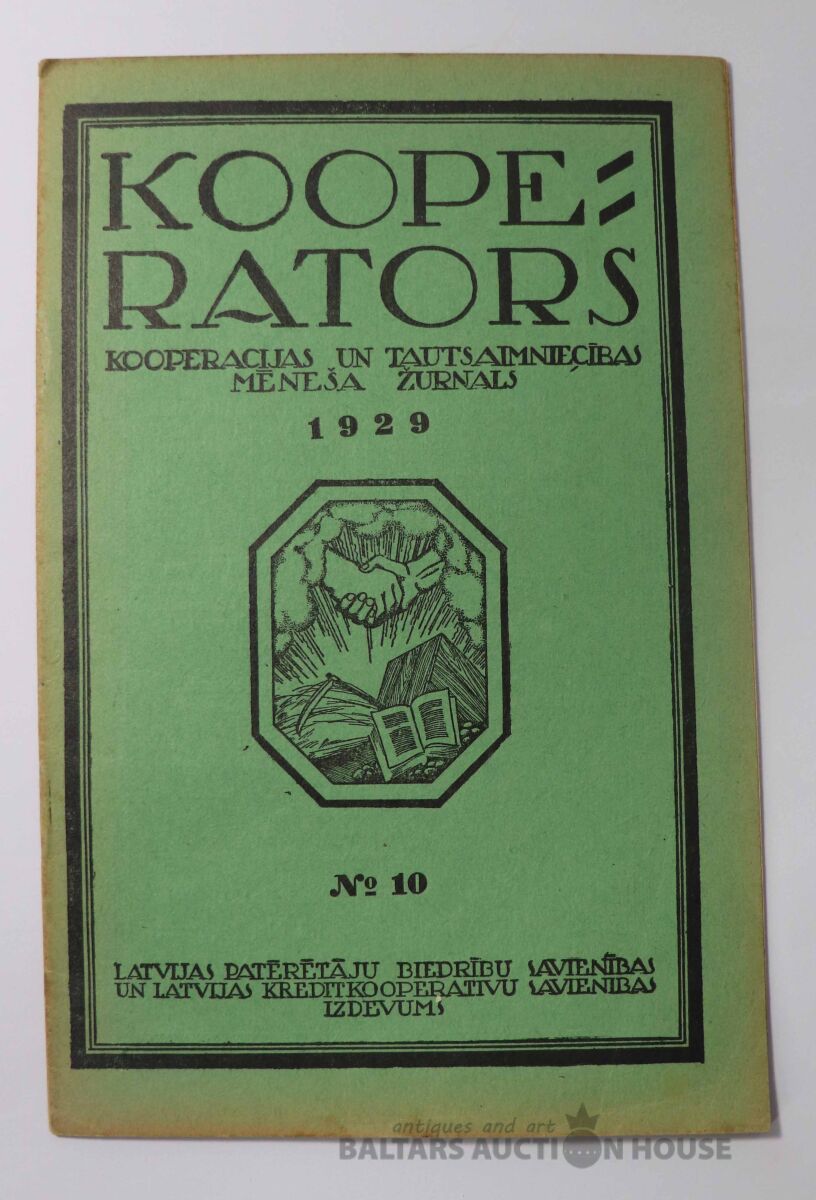 KOOPE=
RATORS
KOOPERACIJAS UN TAUTSAIMNIECĪBAS
MĒNEŠA ŽURNALS
1929
№ 10
LATVIJAS PATĒRĒTĀJU BIEDRĪBU SAVIENĪBAS
UN LATVIJAS KREDITKOOPERATIVU SAVIENĪBAS
IZDEVUMS
antiques and art
BALTARS AUCTION HOUSE